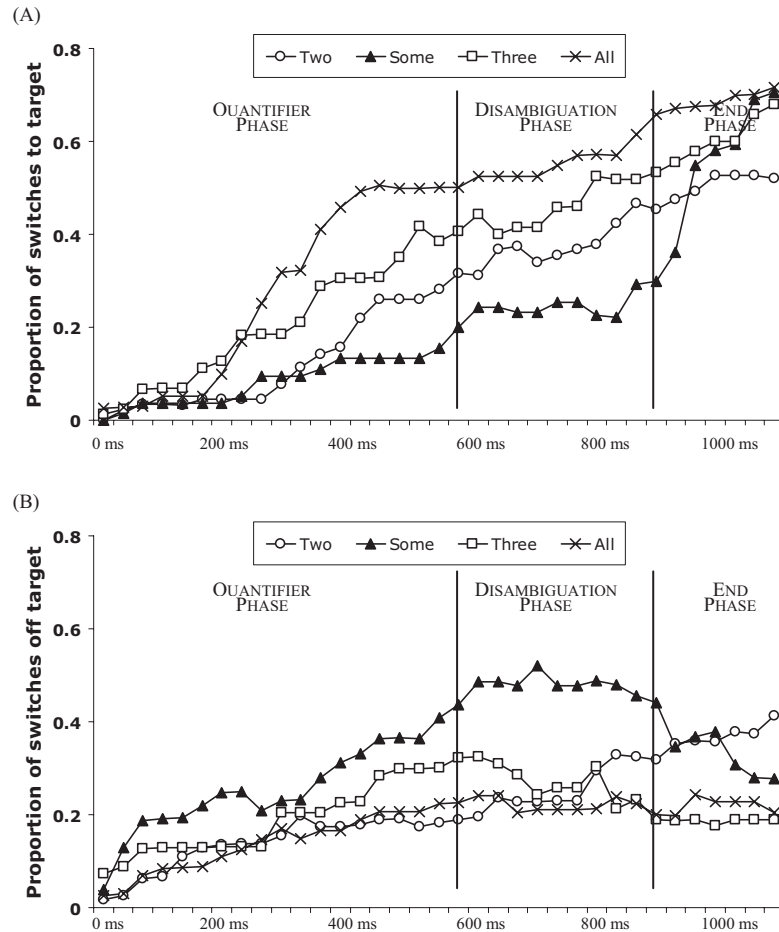 (A)
Proportion of switches to target
0.8
0.6
0.4
0.2
0
Two Some Three All
QUANTIFIER
PHASE
DISAMBIGUATION
PHASE
END
PHASE
0 ms 200 ms 400 ms 600 ms 800 ms 1000 ms
(B)
Proportion of switches off target
0.8
0.6
0.4
0.2
0
Two Some Three All
QUANTIFIER
PHASE
DISAMBIGUATION
PHASE
END
PHASE
0 ms 200 ms 400 ms 600 ms 800 ms 1000 ms